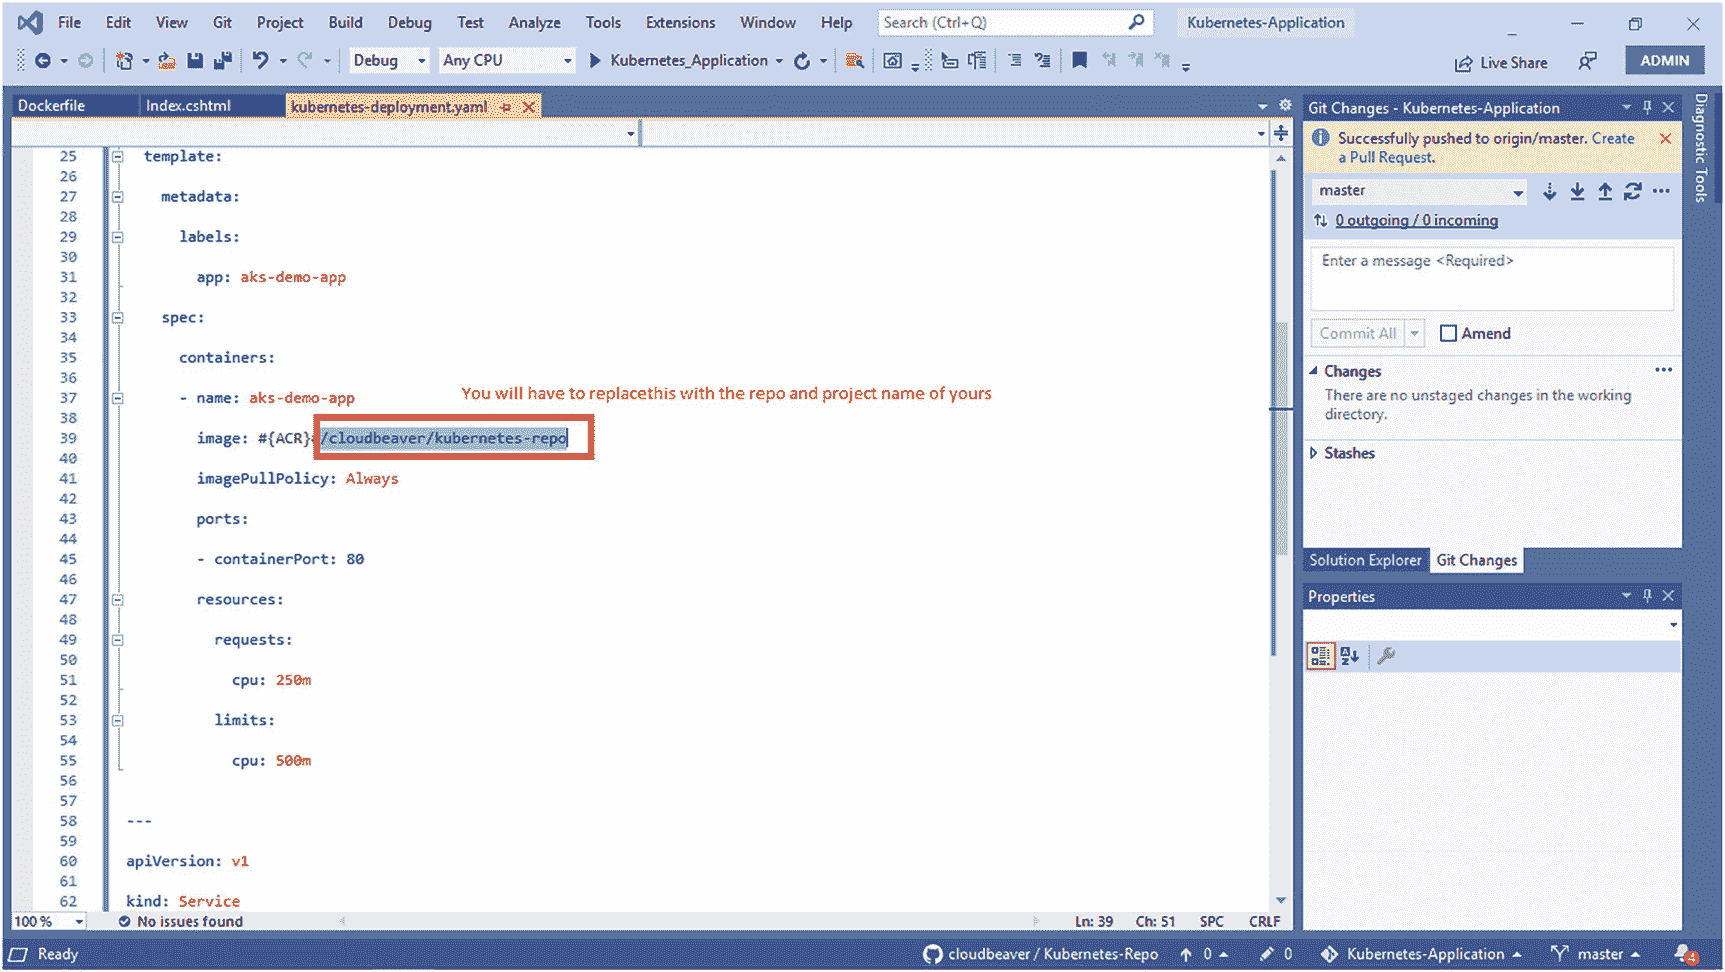 File Edit View Git Project Build Debug Test Analyze Tools Extensions Window Help Search (Ctrl+Q) Kubernetes-Application
Debug Any CPU Kubernetes_Application Live Share ADMIN
Dockerfile Index.cshtml kubernetes-deployment.yaml
25 template:
26
27 metadata:
28
29 labels:
30
31 app: aks-demo-app
32
33 spec:
34
35 containers:
36
37 - name: aks-demo-app
You will have to replacethis with the repo and project name of yours
38
39 image: #{ACR}#/cloudbeaver/kubernetes-repo
40
41 imagePullPolicy: Always
42
43 ports:
44
45 - containerPort: 80
46
47 resources:
48
49 requests:
50
51 cpu: 250m
52
53 limits:
54
55 cpu: 500m
56
57
58 ---
59
60 apiVersion: v1
61
62 kind: Service
100 % No issues found Ln: 39 Ch: 51 SPC CRLF
Git Changes - Kubernetes-Application
Successfully pushed to origin/master. Create
a Pull Request.
master
0 outgoing / 0 incoming
Enter a message <Required>
Commit All Amend
Changes
There are no unstaged changes in the working
directory.
Stashes
Solution Explorer Git Changes
Properties
Diagnostic Tools
Ready cloudbeaver / Kubernetes-Repo 0 0 Kubernetes-Application master 4